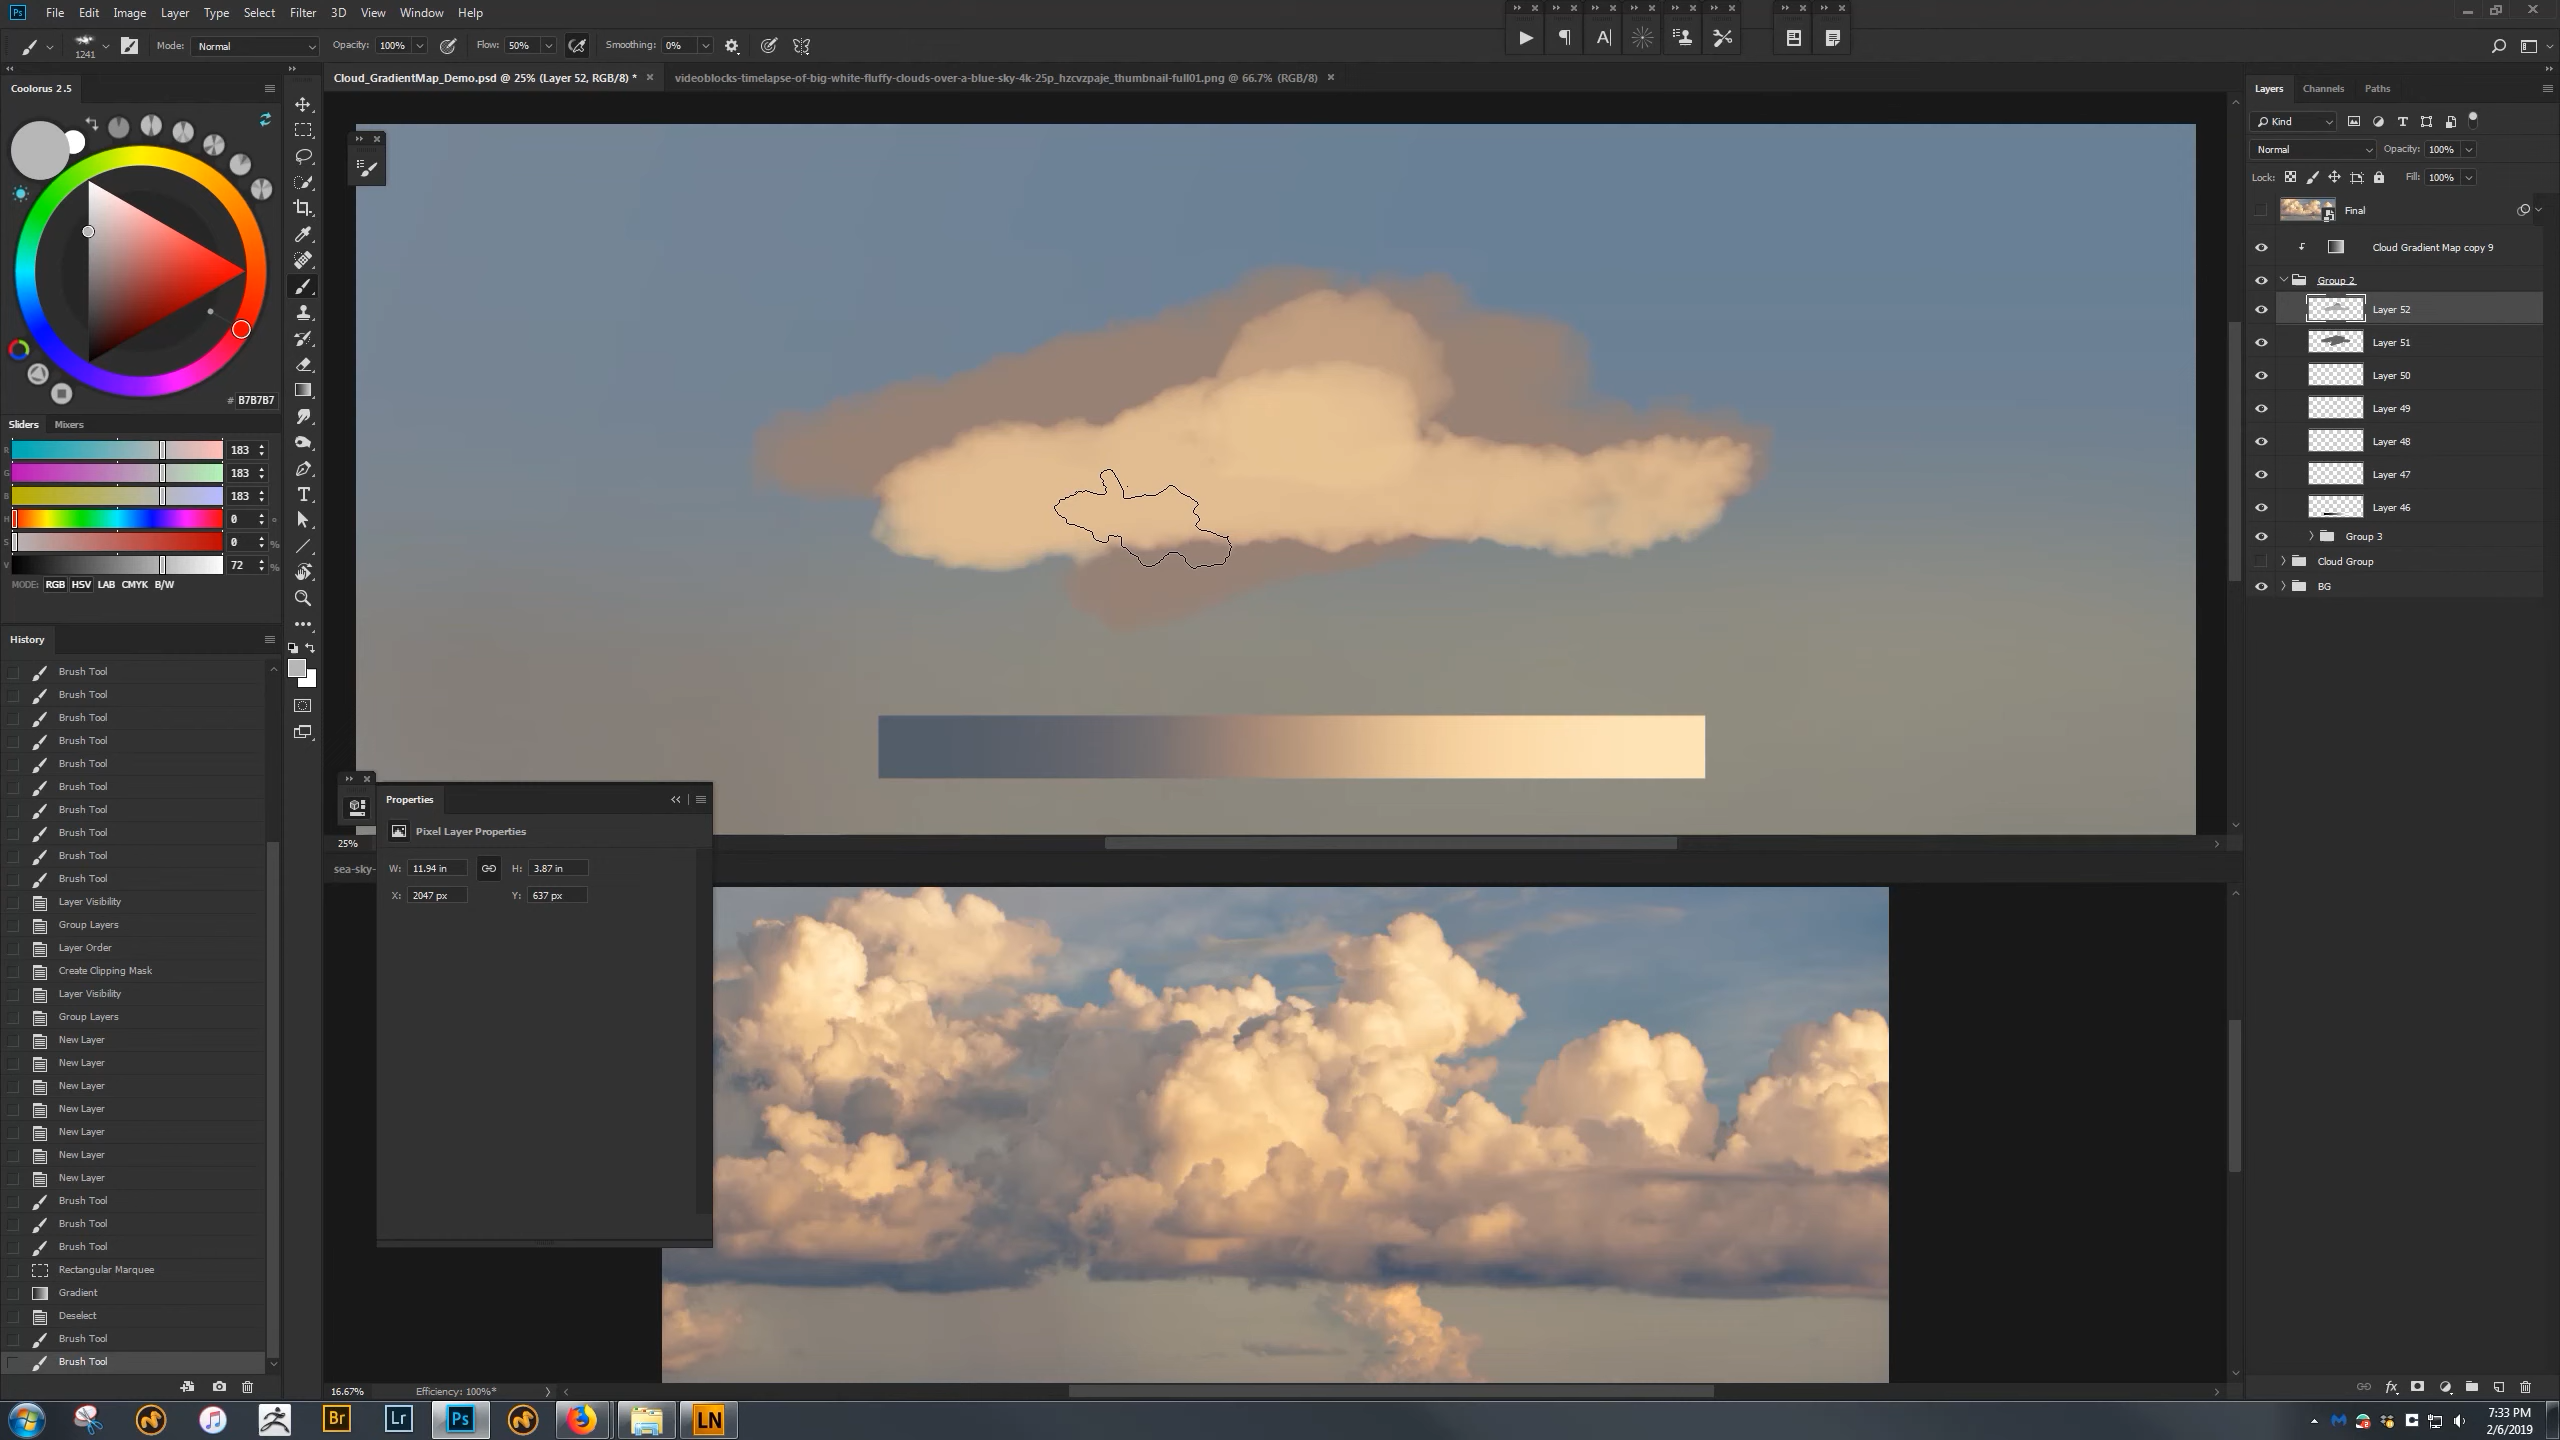 Ps File Edit Image Layer Type Select Filter 3D View Window Help
1241 Mode: Normal Opacity: 100% Flow: 50% Smoothing: 0%
Coolorus 2.5
# B7B7B7
Sliders Mixers
R 183
G 183
B 183
H 0 °
S 0 %
V 72 %
MODE: RGB HSV LAB CMYK B/W
History
Brush Tool
Brush Tool
Brush Tool
Brush Tool
Brush Tool
Brush Tool
Brush Tool
Brush Tool
Brush Tool
Brush Tool
Layer Visibility
Group Layers
Layer Order
Create Clipping Mask
Layer Visibility
Group Layers
New Layer
New Layer
New Layer
New Layer
New Layer
New Layer
New Layer
Brush Tool
Brush Tool
Brush Tool
Rectangular Marquee
Gradient
Deselect
Brush Tool
Brush Tool
Cloud_GradientMap_Demo.psd @ 25% (Layer 52, RGB/8) *
videoblocks-timelapse-of-big-white-fluffy-clouds-over-a-blue-sky-4k-25p_hzcvzpaje_thumbnail-full01.png @ 66.7% (RGB/8)
25%
sea-sky-
Properties
Pixel Layer Properties
W: 11.94 in H: 3.87 in
X: 2047 px Y: 637 px
16.67% Efficiency: 100%*
Layers Channels Paths
Kind
Normal Opacity: 100%
Lock: Fill: 100%
Final
Cloud Gradient Map copy 9
Group 2
Layer 52
Layer 51
Layer 50
Layer 49
Layer 48
Layer 47
Layer 46
Group 3
Cloud Group
BG
fx
Br Lr Ps LN
7:33 PM
2/6/2019